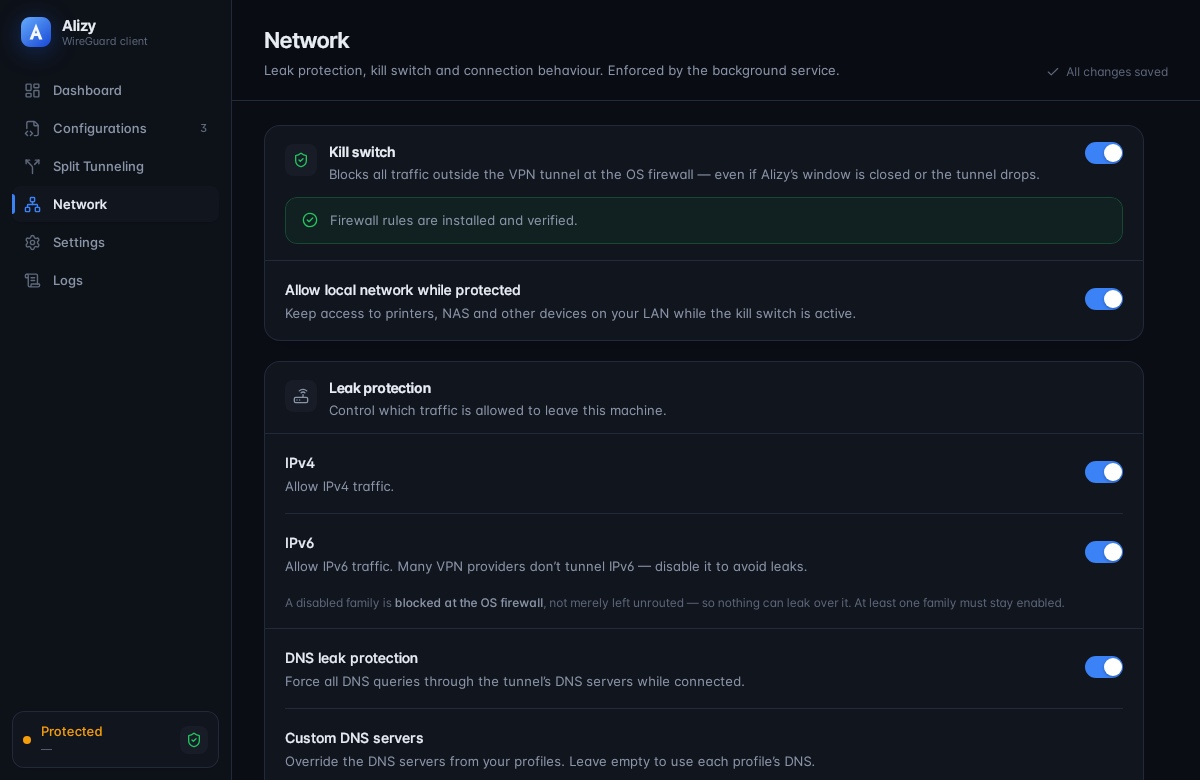 Alizy
WireGuard client
Dashboard
Configurations 3
Split Tunneling
Network
Settings
Logs
Protected
—
Network
Leak protection, kill switch and connection behaviour. Enforced by the background service.
All changes saved
Kill switch
Blocks all traffic outside the VPN tunnel at the OS firewall — even if Alizy’s window is closed or the tunnel drops.
Firewall rules are installed and verified.
Allow local network while protected
Keep access to printers, NAS and other devices on your LAN while the kill switch is active.
Leak protection
Control which traffic is allowed to leave this machine.
IPv4
Allow IPv4 traffic.
IPv6
Allow IPv6 traffic. Many VPN providers don’t tunnel IPv6 — disable it to avoid leaks.
A disabled family is blocked at the OS firewall, not merely left unrouted — so nothing can leak over it. At least one family must stay enabled.
DNS leak protection
Force all DNS queries through the tunnel’s DNS servers while connected.
Custom DNS servers
Override the DNS servers from your profiles. Leave empty to use each profile’s DNS.